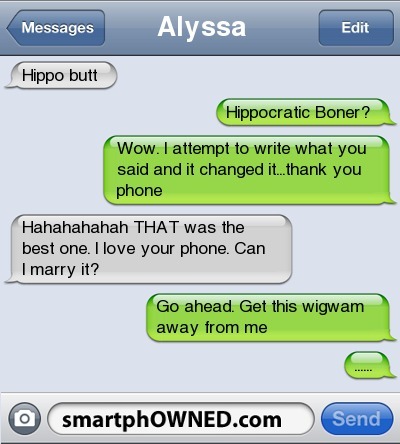 Messages
Alyssa
Edit
Hippo butt
Hippocratic Boner?
Wow. I attempt to write what you
said and it changed it...thank you
phone
Hahahahahah THAT was the
best one. I love your phone. Can
I marry it?
Go ahead. Get this wigwam
away from me
......
smartphOWNED.com
Send